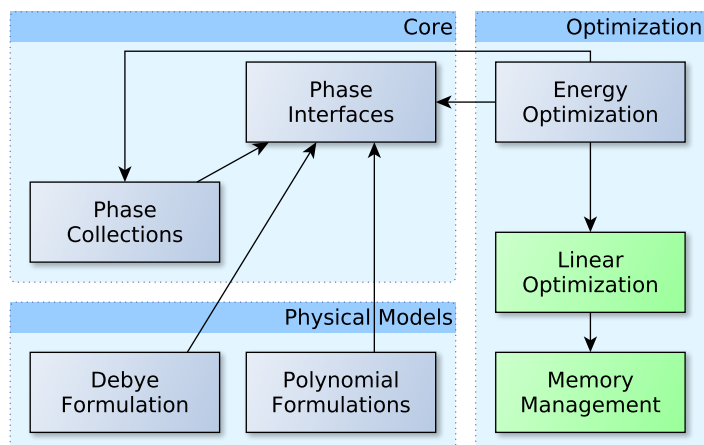 Core
Optimization
Phase
Interfaces
Energy
Optimization
Phase
Collections
Linear
Optimization
Physical Models
Debye
Formulation
Polynomial
Formulations
Memory
Management